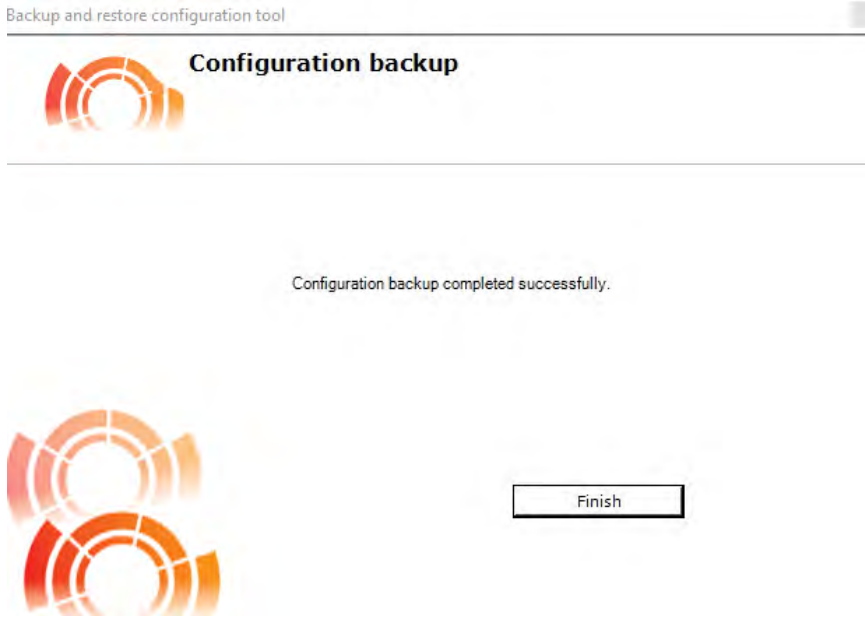 Backup and restore configuration tool
Configuration backup
Configuration backup completed successfully.
Finish